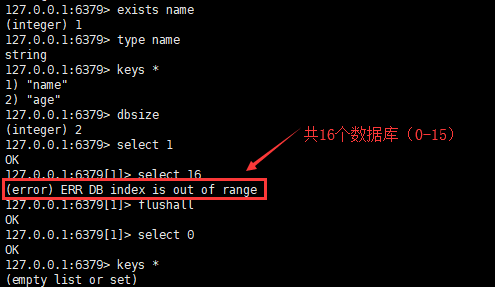 127.0.0.1:6379> exists name
(integer) 1
127.0.0.1:6379> type name
string
127.0.0.1:6379> keys *
1) "name"
2) "age"
127.0.0.1:6379> dbsize
(integer) 2
127.0.0.1:6379> select 1
共16个数据库（0-15）
OK
127.0.0.1:6379[1]> select 16
(error) ERR DB index is out of range
127.0.0.1:6379[1]> flushall
OK
127.0.0.1:6379[1]> select 0
OK
127.0.0.1:6379> keys *
(empty list or set)